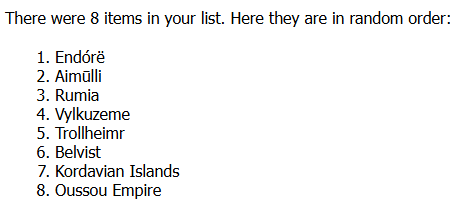 There were 8 items in your list. Here they are in random order:
1. Endórë
2. Aimūlli
3. Rumia
4. Vylkuzeme
5. Trollheimr
6. Belvist
7. Kordavian Islands
8. Oussou Empire